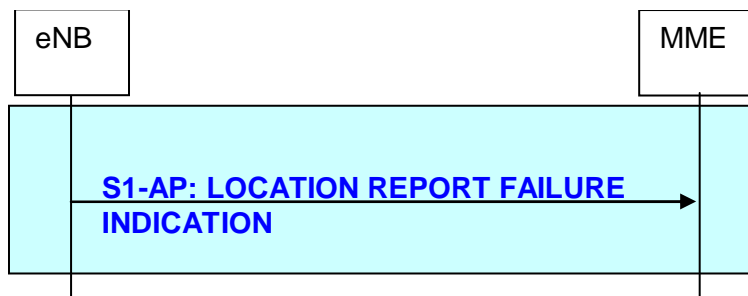 eNB
MME
S1-AP: LOCATION REPORT FAILURE
INDICATION